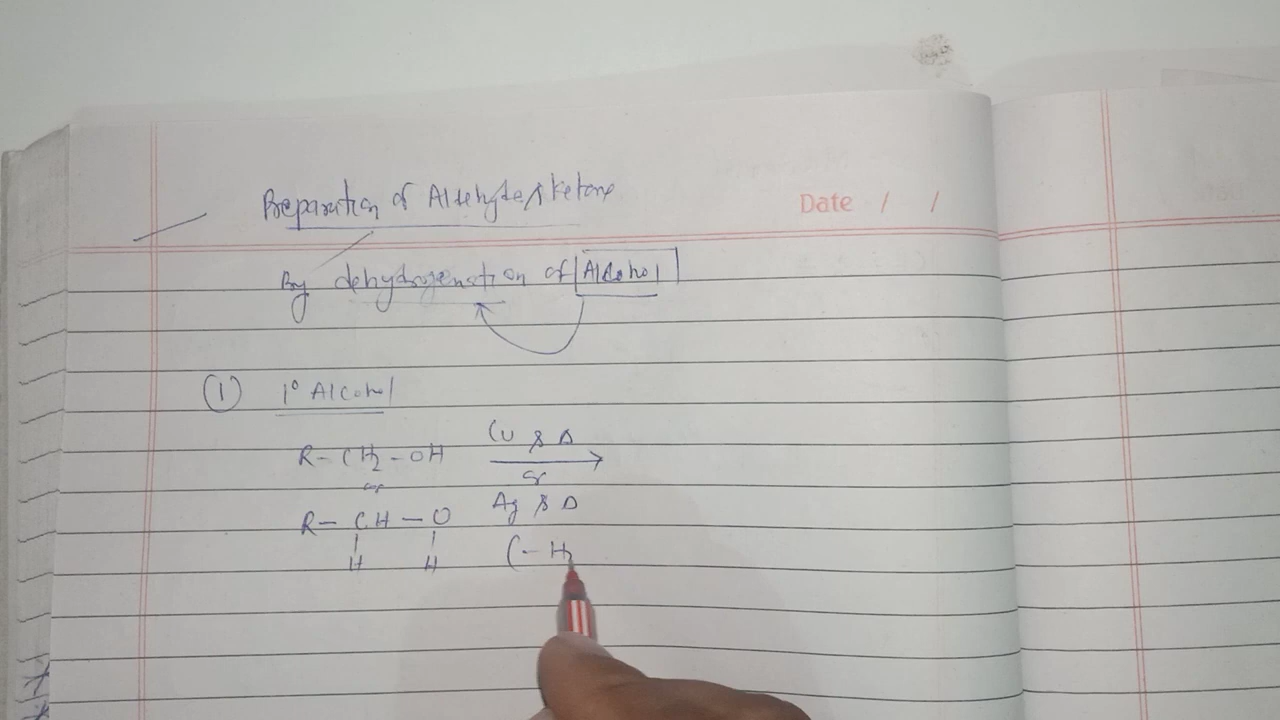 Preparation of Aldehyde & Ketone
Date / /
By dehydrogenation of Alcohol
① 1° Alcohol
R - CH2 - OH Cu & Δ
or
R - CH - O Ag & Δ
H H (- H2